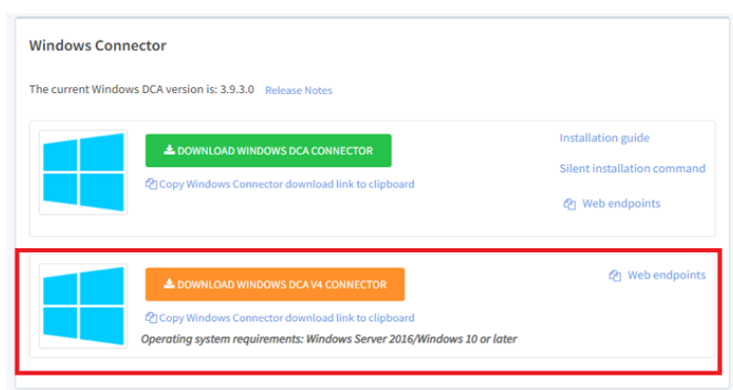 Windows Connector
The current Windows DCA version is: 3.9.3.0 Release Notes
DOWNLOAD WINDOWS DCA CONNECTOR
Copy Windows Connector download link to clipboard
Installation guide
Silent installation command
Web endpoints
DOWNLOAD WINDOWS DCA V4 CONNECTOR
Copy Windows Connector download link to clipboard
Operating system requirements: Windows Server 2016/Windows 10 or later
Web endpoints